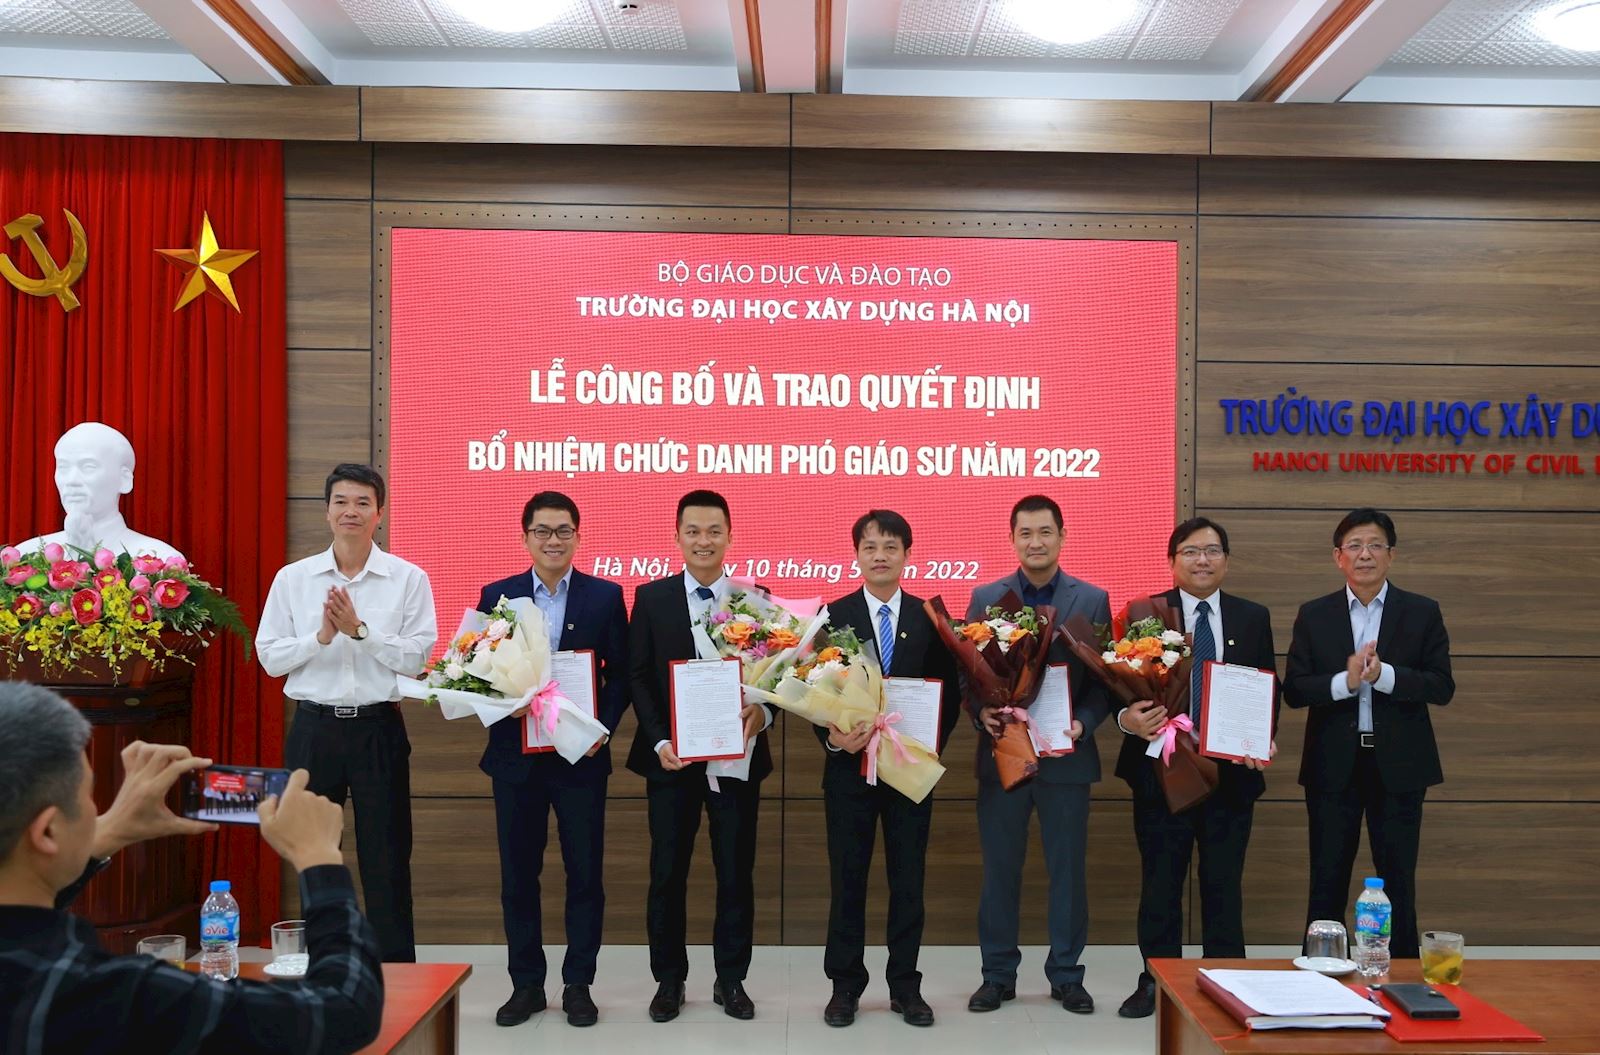 BỘ GIÁO DỤC VÀ ĐÀO TẠO
TRƯỜNG ĐẠI HỌC XÂY DỰNG HÀ NỘI
LỄ CÔNG BỐ VÀ TRAO QUYẾT ĐỊNH
BỔ NHIỆM CHỨC DANH PHÓ GIÁO SƯ NĂM 2022
Hà Nội, 10 tháng 5 2022
TRƯỜNG ĐẠI HỌC XÂY
HANOI UNIVERSITY OF CIVIL